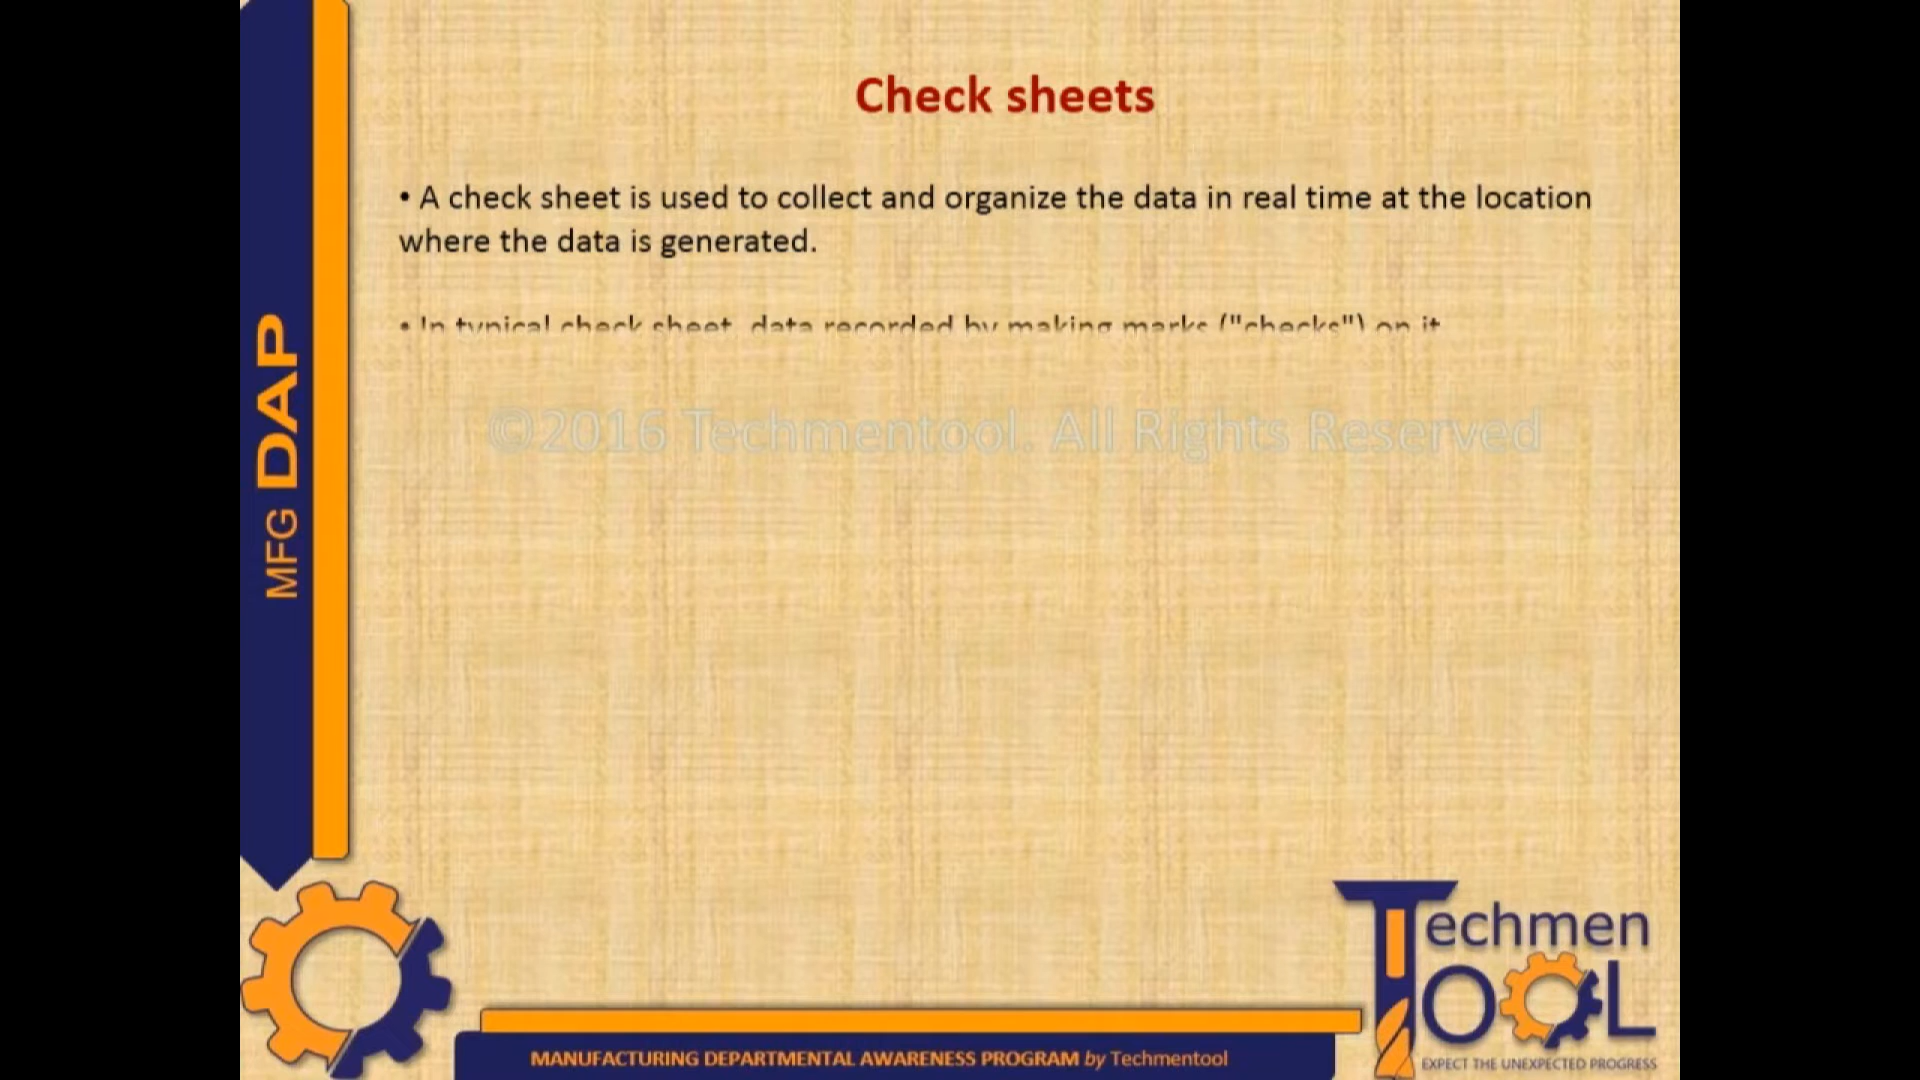 Check sheets
• A check sheet is used to collect and organize the data in real time at the location
where the data is generated.
• In typical check sheet, data recorded by making marks ("checks") on it
©2016 Techmentool. All Rights Reserved
MFG DAP
Techmen
TOOL
EXPECT THE UNEXPECTED PROGRESS
MANUFACTURING DEPARTMENTAL AWARENESS PROGRAM by Techmentool